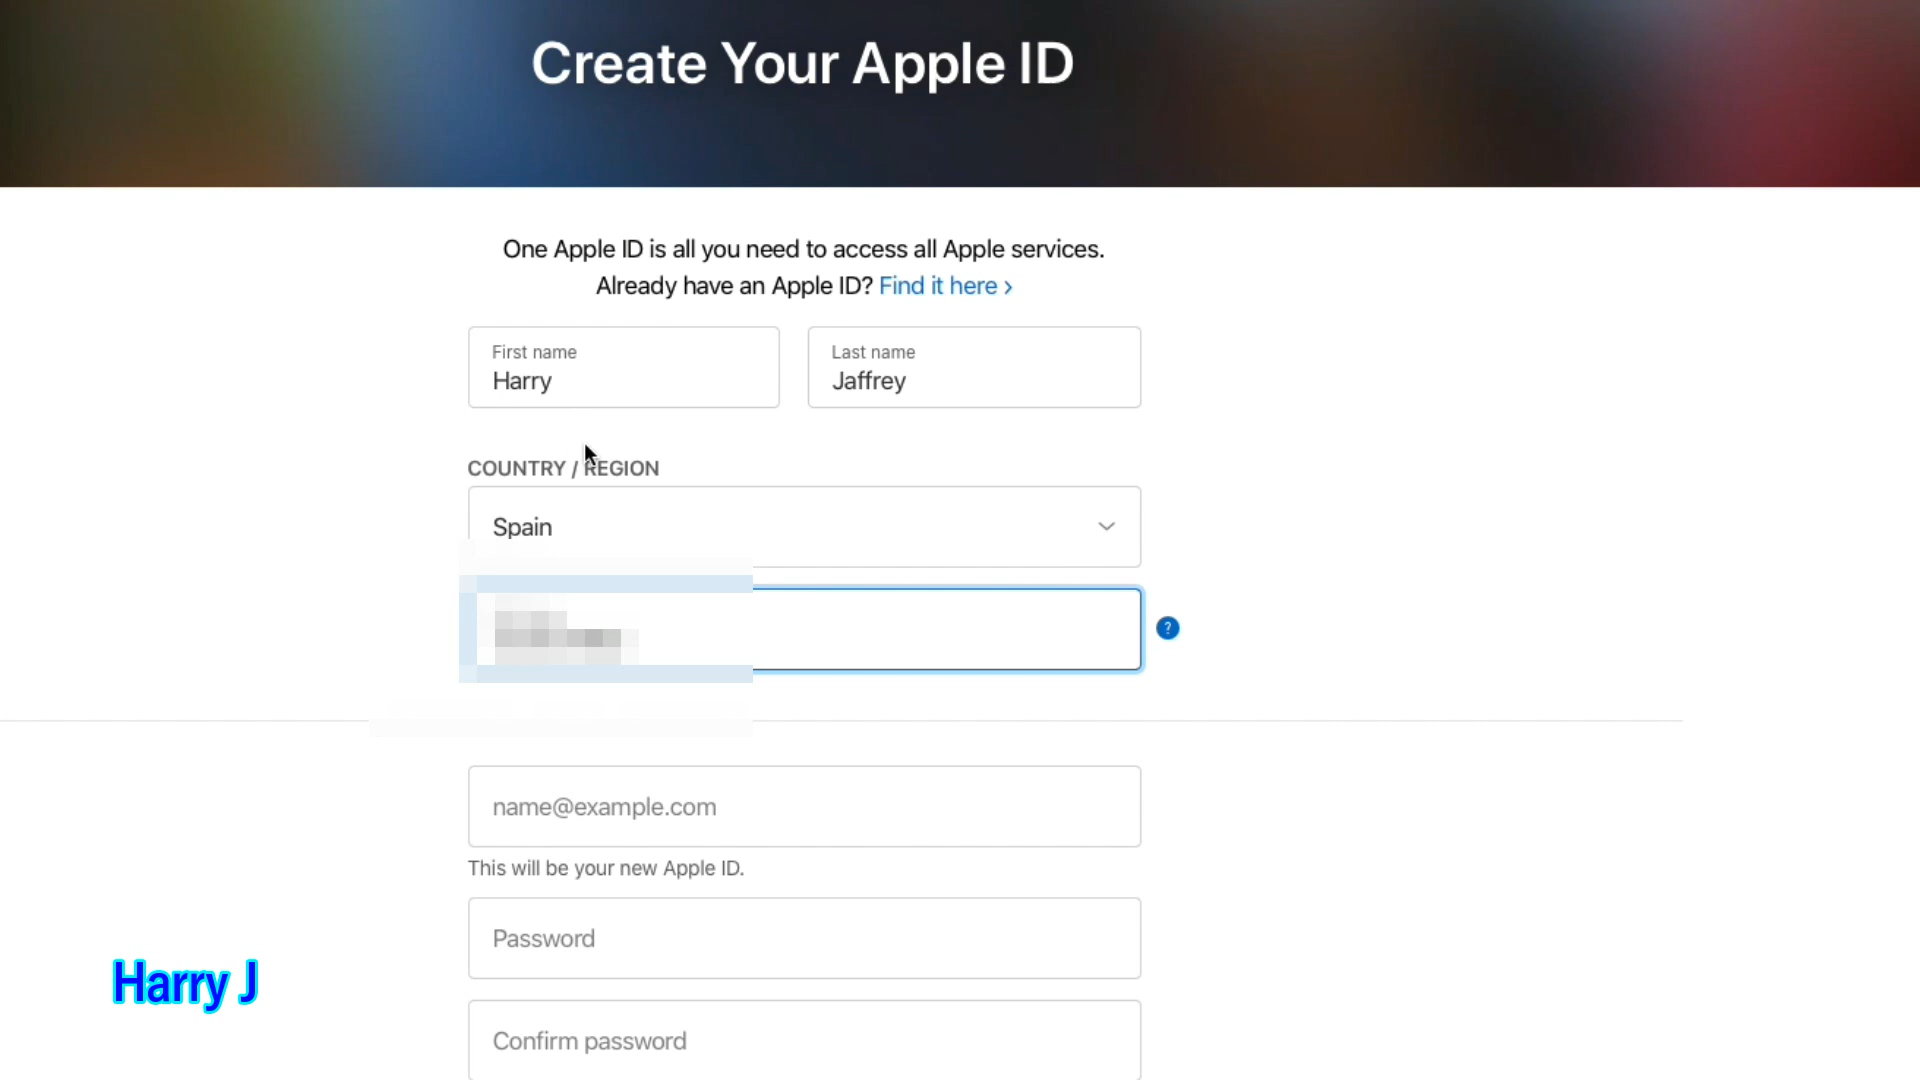 Create Your Apple ID
One Apple ID is all you need to access all Apple services.
Already have an Apple ID? Find it here ›
First name
Harry
Last name
Jaffrey
COUNTRY / REGION
Spain
?
name@example.com
This will be your new Apple ID.
Password
Confirm password
Harry J